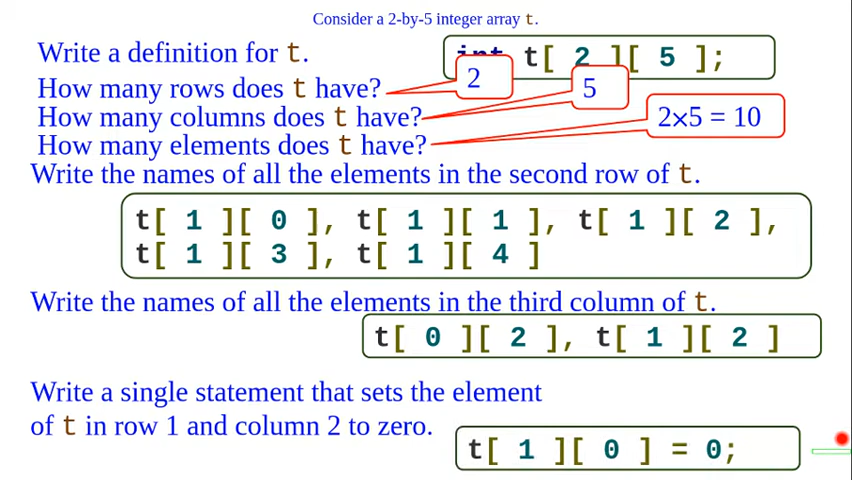 Consider a 2-by-5 integer array t.
Write a definition for t.
int t[ 2 ][ 5 ];
How many rows does t have?
2
How many columns does t have?
5
How many elements does t have?
2×5 = 10
Write the names of all the elements in the second row of t.
t[ 1 ][ 0 ], t[ 1 ][ 1 ], t[ 1 ][ 2 ],
t[ 1 ][ 3 ], t[ 1 ][ 4 ]
Write the names of all the elements in the third column of t.
t[ 0 ][ 2 ], t[ 1 ][ 2 ]
Write a single statement that sets the element
of t in row 1 and column 2 to zero.
t[ 1 ][ 0 ] = 0;